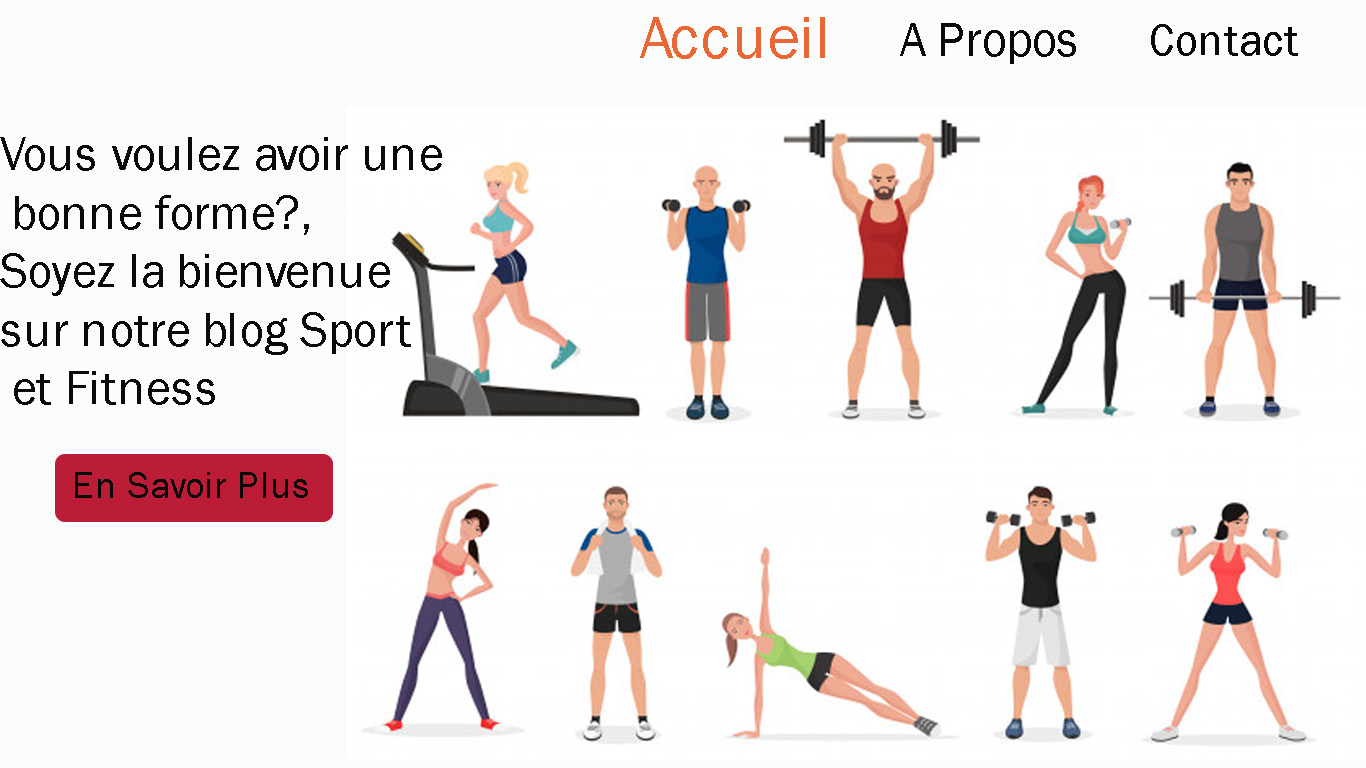 Accueil A Propos Contact
Vous voulez avoir une
bonne forme?,
Soyez la bienvenue
sur notre blog Sport
et Fitness
En Savoir Plus